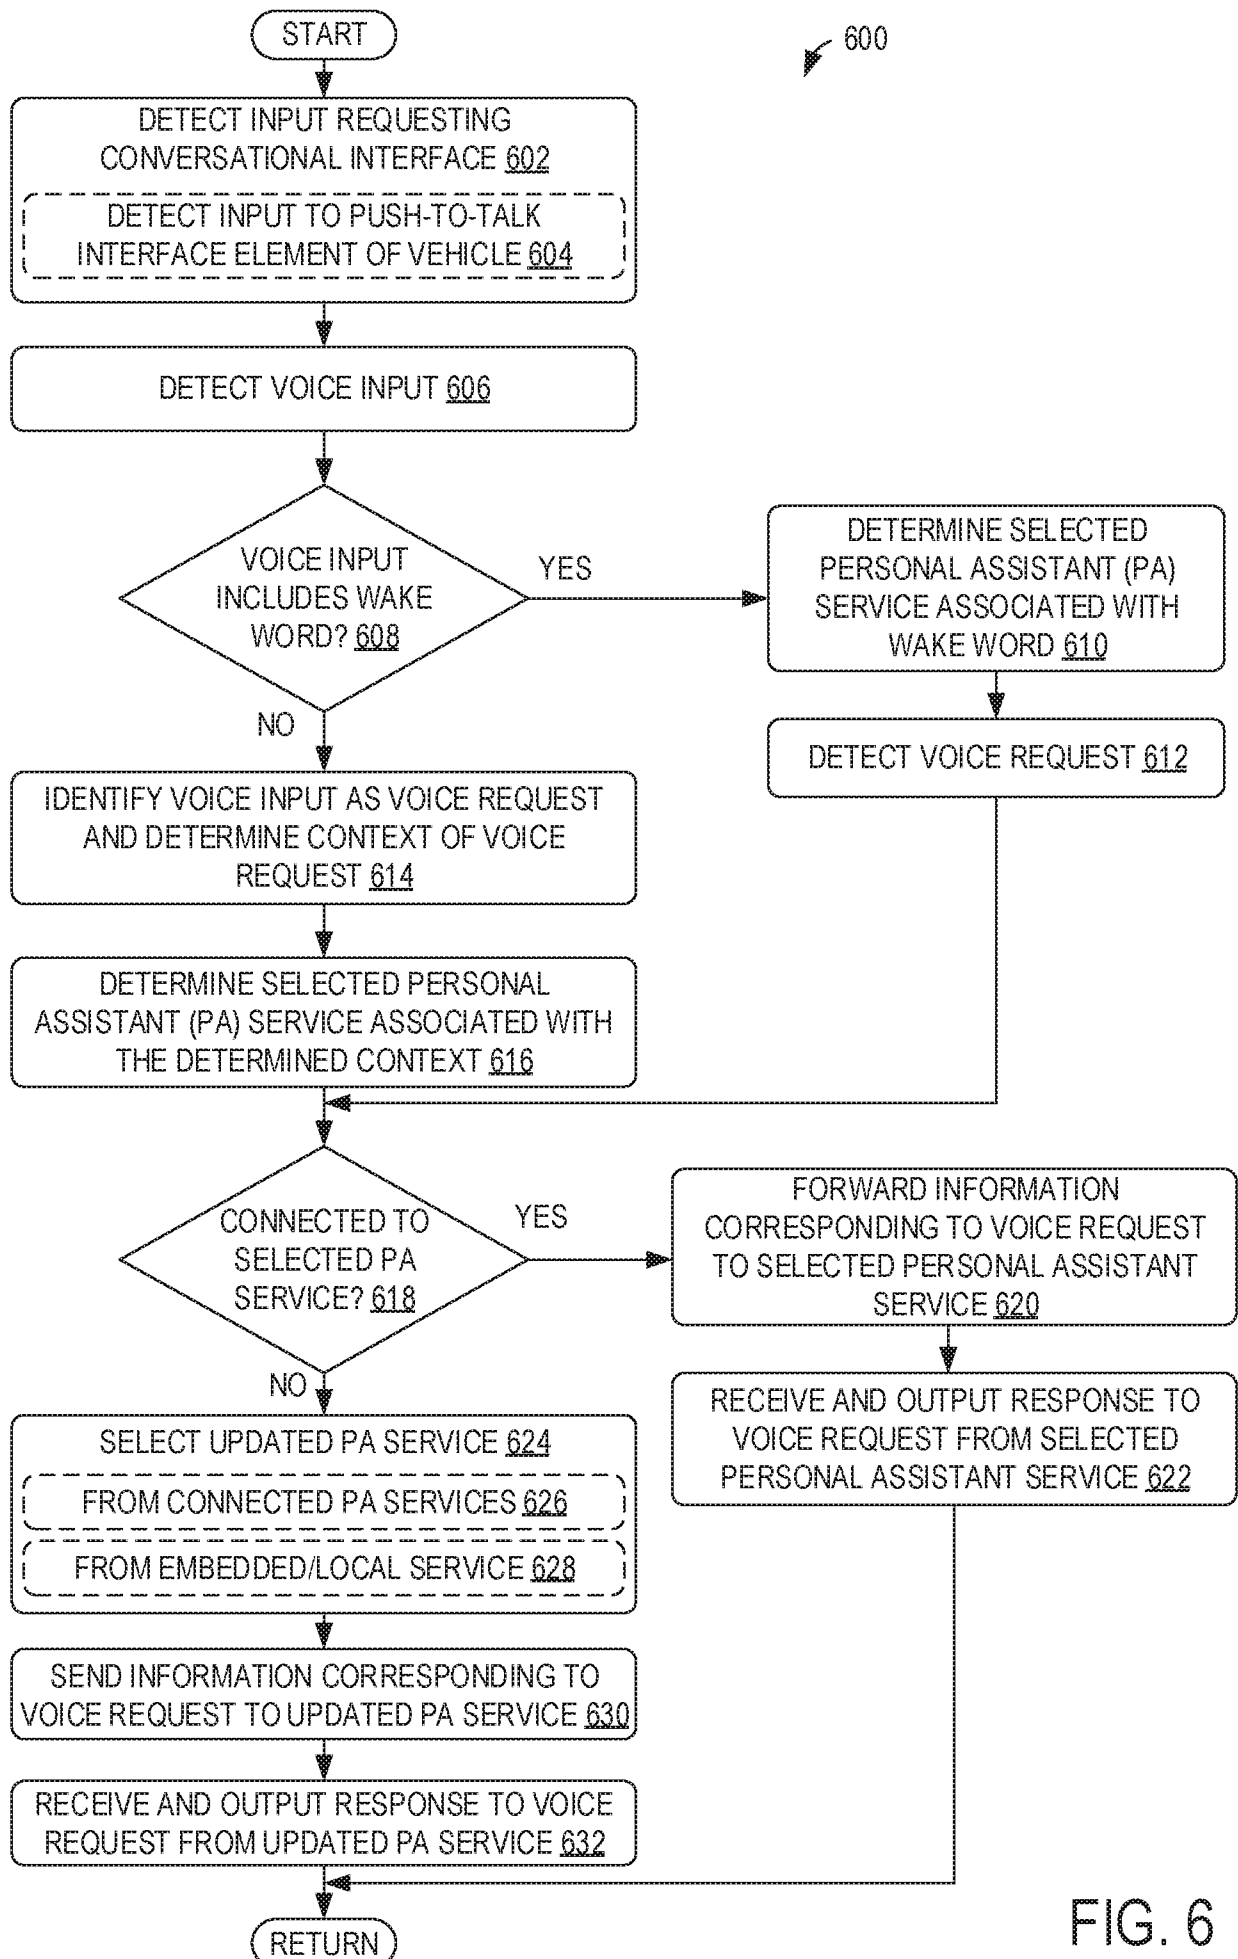 START
600
DETECT INPUT REQUESTING
CONVERSATIONAL INTERFACE 602
DETECT INPUT TO PUSH-TO-TALK
INTERFACE ELEMENT OF VEHICLE 604
DETECT VOICE INPUT 606
VOICE INPUT
INCLUDES WAKE
WORD? 608
YES
DETERMINE SELECTED
PERSONAL ASSISTANT (PA)
SERVICE ASSOCIATED WITH
WAKE WORD 610
DETECT VOICE REQUEST 612
NO
IDENTIFY VOICE INPUT AS VOICE REQUEST
AND DETERMINE CONTEXT OF VOICE
REQUEST 614
DETERMINE SELECTED PERSONAL
ASSISTANT (PA) SERVICE ASSOCIATED WITH
THE DETERMINED CONTEXT 616
CONNECTED TO
SELECTED PA
SERVICE? 618
YES
FORWARD INFORMATION
CORRESPONDING TO VOICE REQUEST
TO SELECTED PERSONAL ASSISTANT
SERVICE 620
RECEIVE AND OUTPUT RESPONSE TO
VOICE REQUEST FROM SELECTED
PERSONAL ASSISTANT SERVICE 622
NO
SELECT UPDATED PA SERVICE 624
FROM CONNECTED PA SERVICES 626
FROM EMBEDDED/LOCAL SERVICE 628
SEND INFORMATION CORRESPONDING TO
VOICE REQUEST TO UPDATED PA SERVICE 630
RECEIVE AND OUTPUT RESPONSE TO VOICE
REQUEST FROM UPDATED PA SERVICE 632
RETURN
FIG. 6